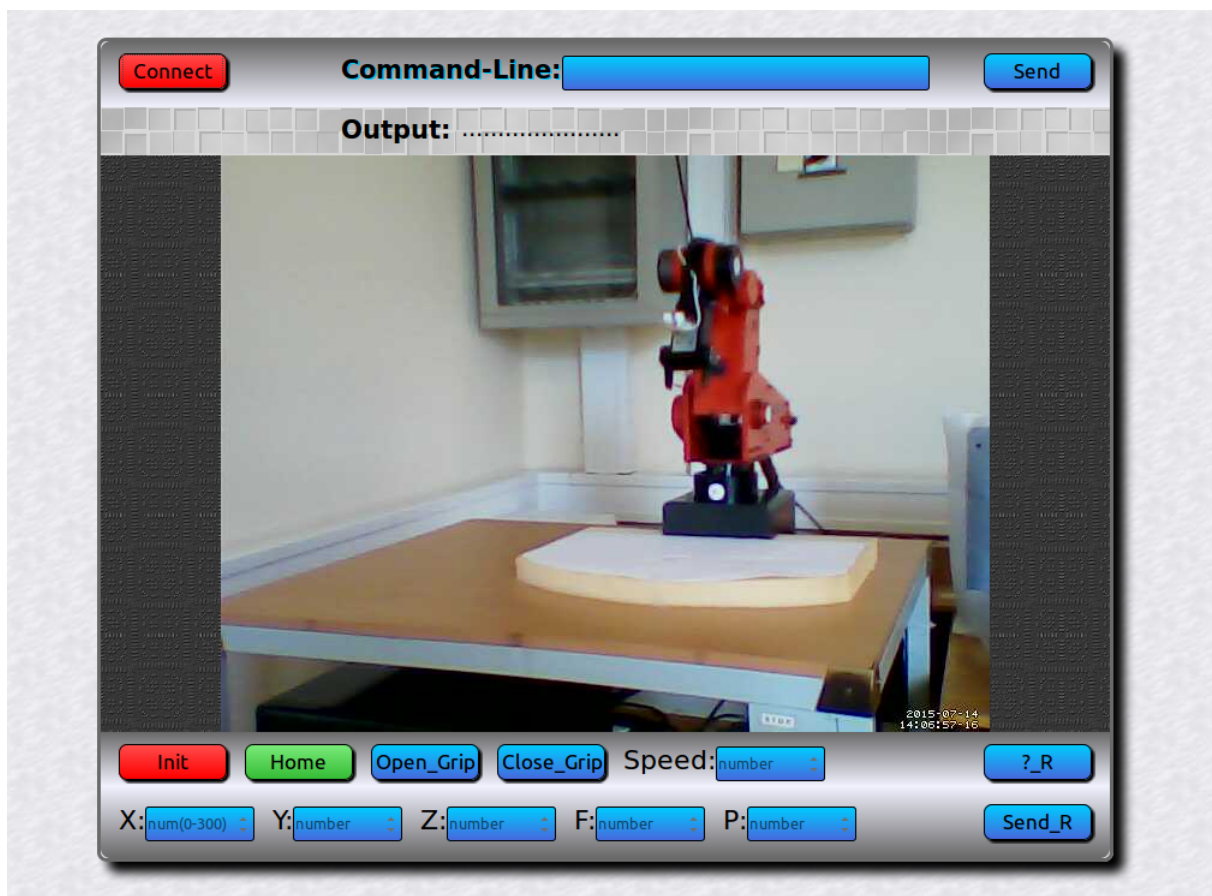 Connect Command-Line: Send
Output: ......................
2015-07-14
14:06:57-16
Init Home Open_Grip Close_Grip Speed: number ?_R
X: num(0-300) Y: number Z: number F: number P: number Send_R